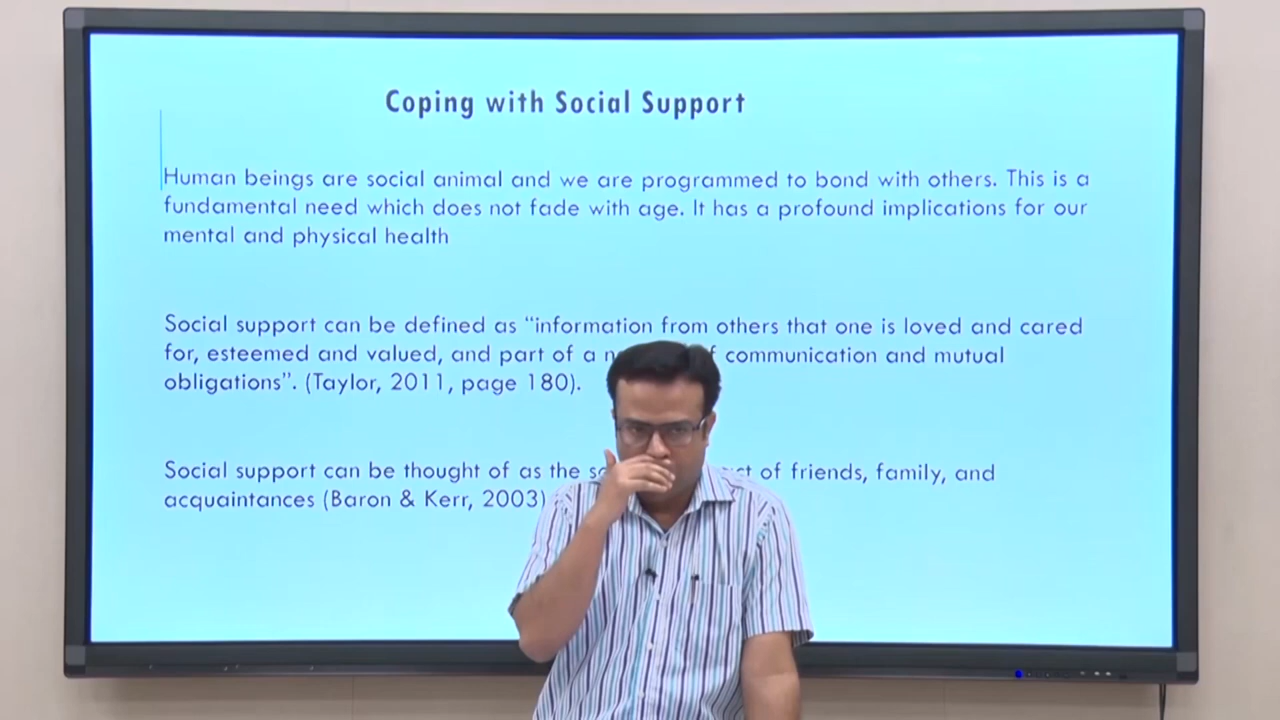 Coping with Social Support
Human beings are social animal and we are programmed to bond with others. This is a
fundamental need which does not fade with age. It has a profound implications for our
mental and physical health
Social support can be defined as “information from others that one is loved and cared
for, esteemed and valued, and part of a communication and mutual
obligations”. (Taylor, 2011, page 180).
Social support can be thought of as the of friends, family, and
acquaintances (Baron & Kerr, 2003)